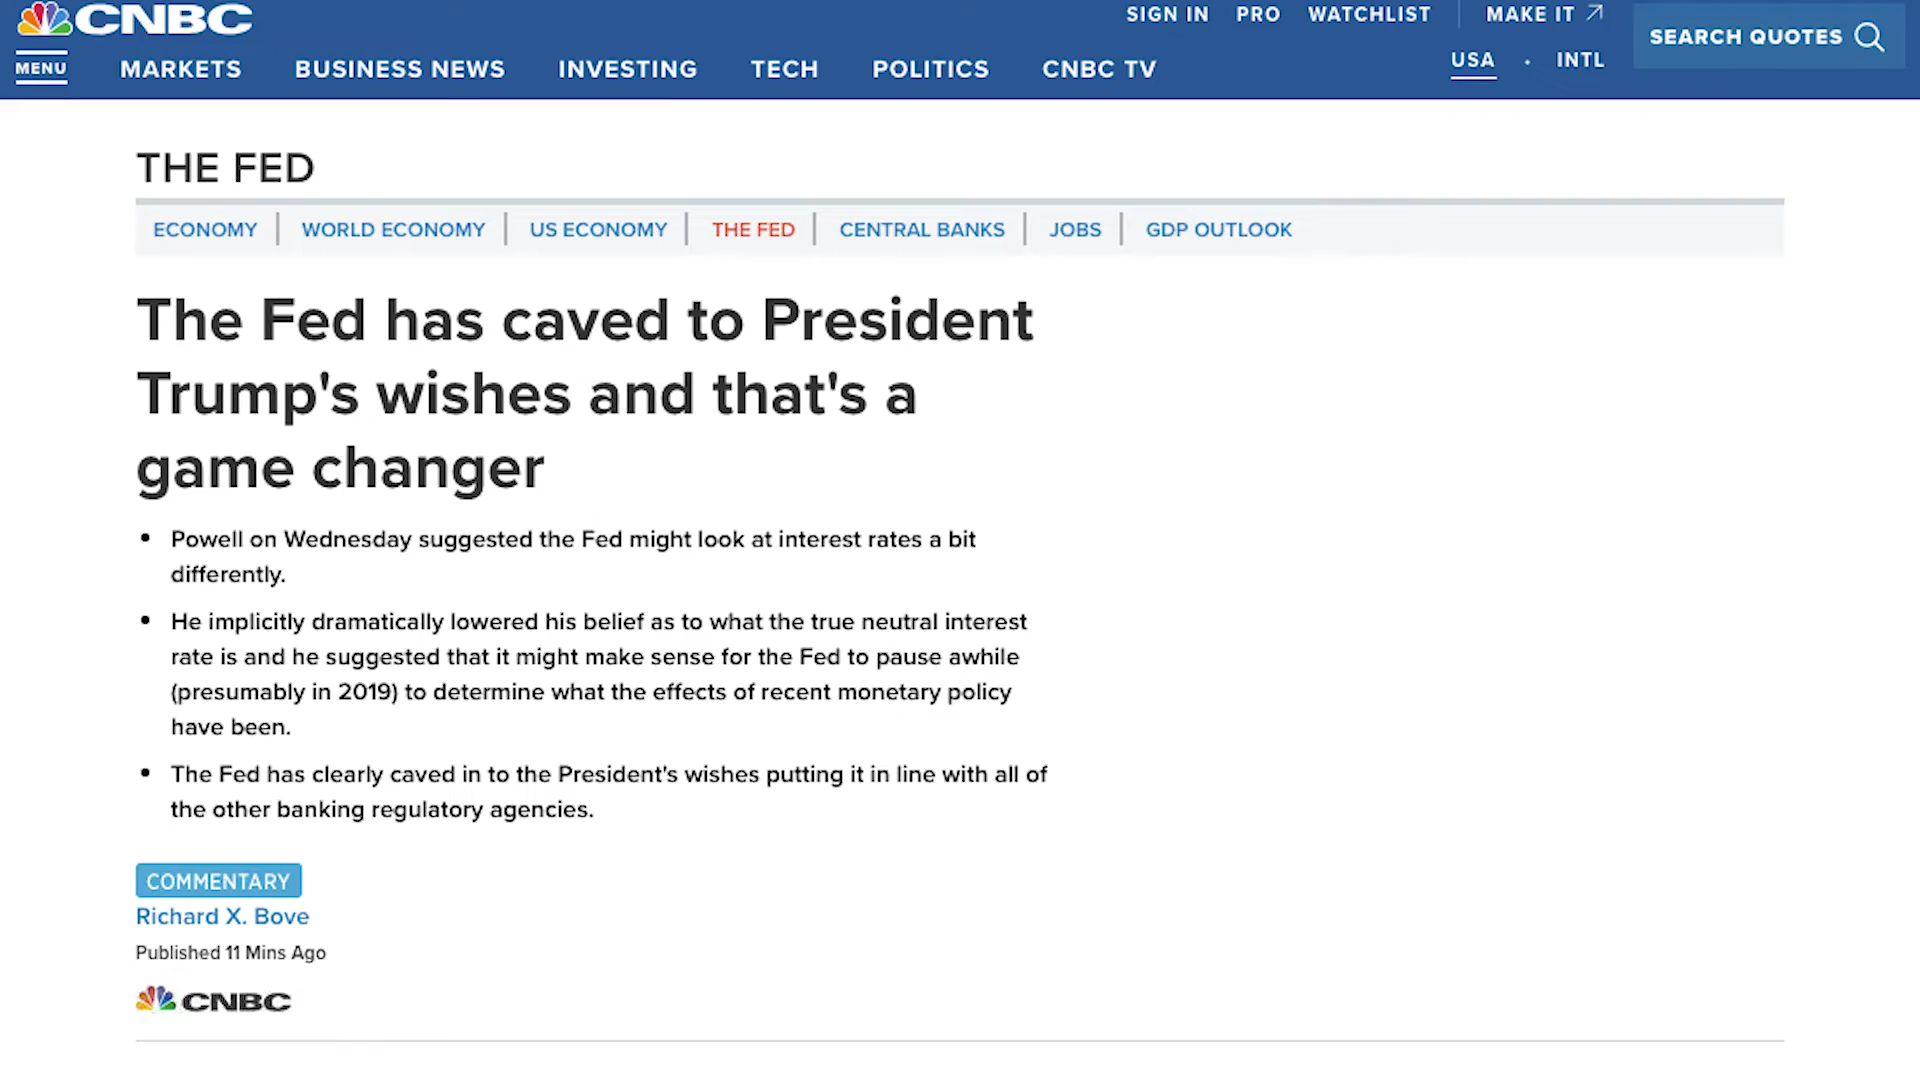 CNBC
SIGN IN PRO WATCHLIST MAKE IT
SEARCH QUOTES
MENU
MARKETS BUSINESS NEWS INVESTING TECH POLITICS CNBC TV
USA · INTL
THE FED
ECONOMY WORLD ECONOMY US ECONOMY THE FED CENTRAL BANKS JOBS GDP OUTLOOK
The Fed has caved to President
Trump's wishes and that's a
game changer
• Powell on Wednesday suggested the Fed might look at interest rates a bit
differently.
• He implicitly dramatically lowered his belief as to what the true neutral interest
rate is and he suggested that it might make sense for the Fed to pause awhile
(presumably in 2019) to determine what the effects of recent monetary policy
have been.
• The Fed has clearly caved in to the President's wishes putting it in line with all of
the other banking regulatory agencies.
COMMENTARY
Richard X. Bove
Published 11 Mins Ago
CNBC